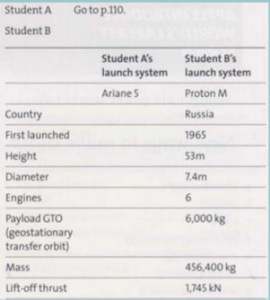 Student A Go to p.110.
Student B
Student A's Student B's
launch system launch system
Ariane 5 Proton M
Country Russia
First launched 1965
Height 53m
Diameter 7.4m
Engines 6
Payload GTO 6,000 kg
(geostationary
transfer orbit)
Mass 456,400 kg
Lift-off thrust 1,745 kN